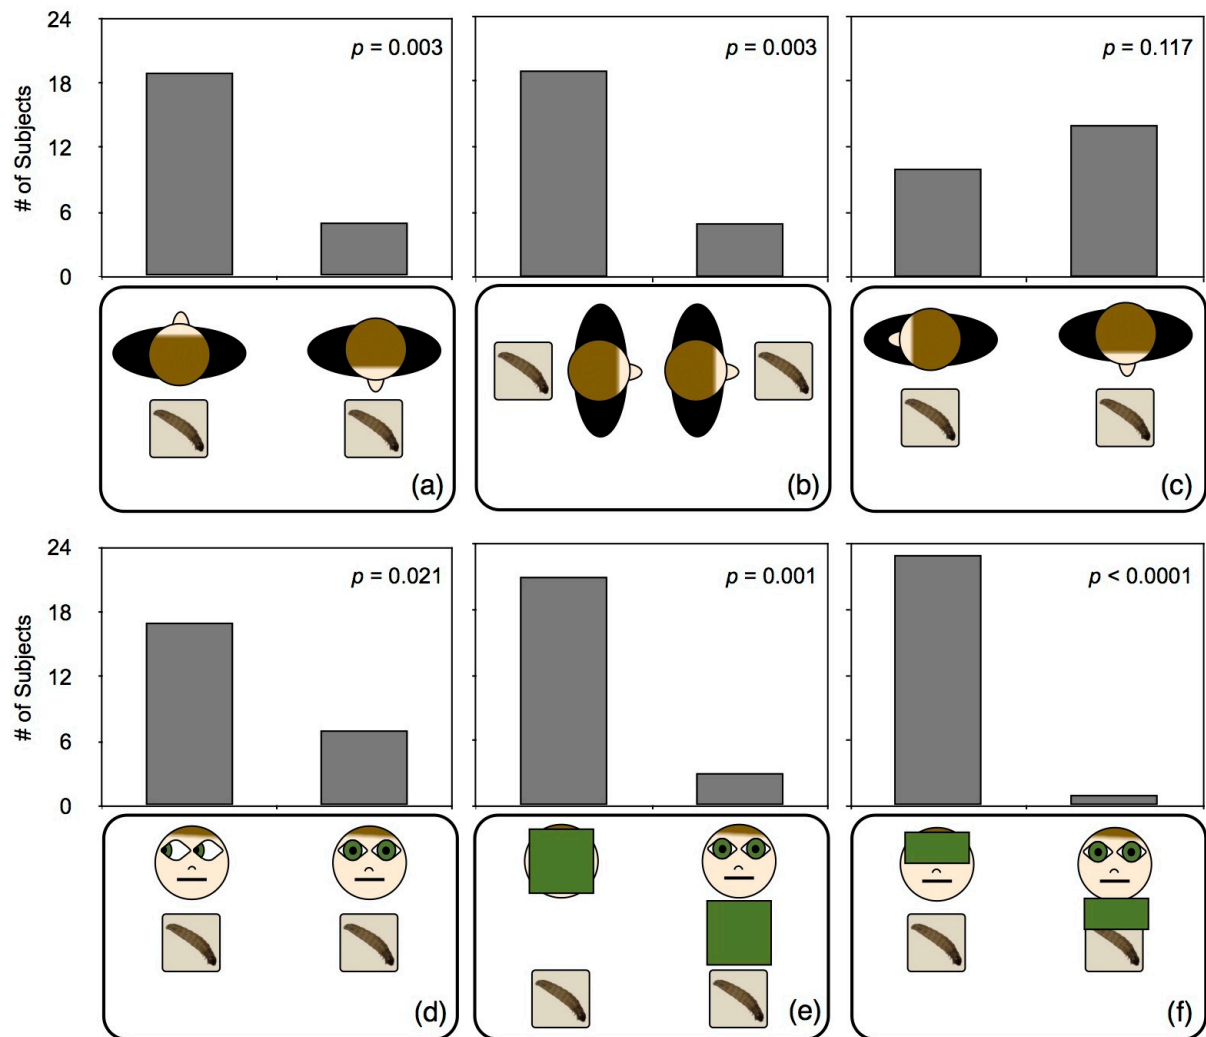 24
18
12
6
0
# of Subjects
p = 0.003
p = 0.003
p = 0.117
(a)
(b)
(c)
24
18
12
6
0
# of Subjects
p = 0.021
p = 0.001
p < 0.0001
(d)
(e)
(f)